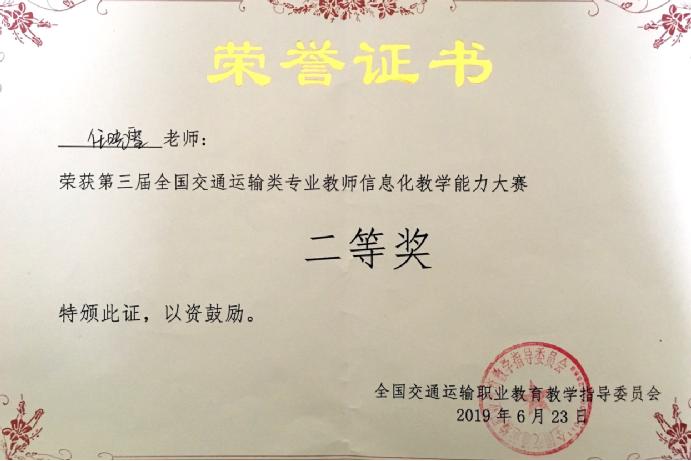 荣誉证书
任晓 老师：
荣获第三届全国交通运输类专业教师信息化教学能力大赛
二等奖
特颁此证，以资鼓励。
全国交通运输职业教育教学指导委员会
2019年6月23日